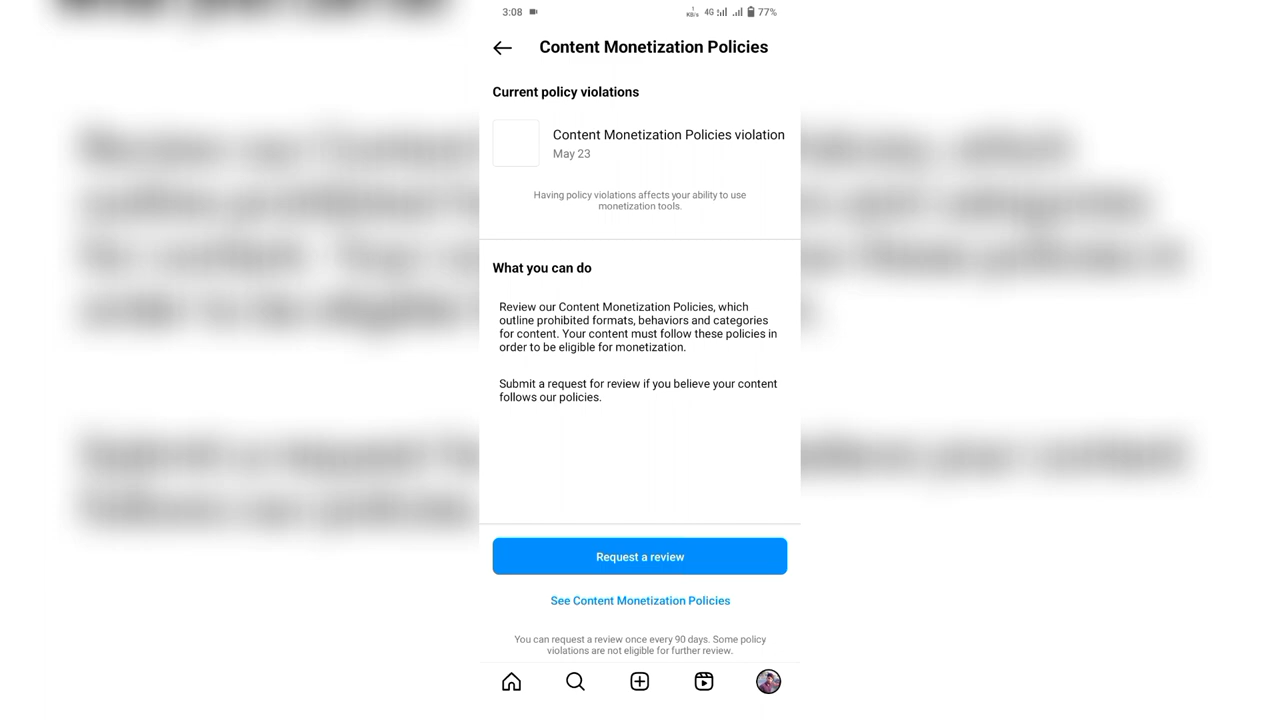 3:08
1
KB/s
4G
77%
Content Monetization Policies
Current policy violations
Content Monetization Policies violation
May 23
Having policy violations affects your ability to use
monetization tools.
What you can do
Review our Content Monetization Policies, which
outline prohibited formats, behaviors and categories
for content. Your content must follow these policies in
order to be eligible for monetization.
Submit a request for review if you believe your content
follows our policies.
Request a review
See Content Monetization Policies
You can request a review once every 90 days. Some policy
violations are not eligible for further review.